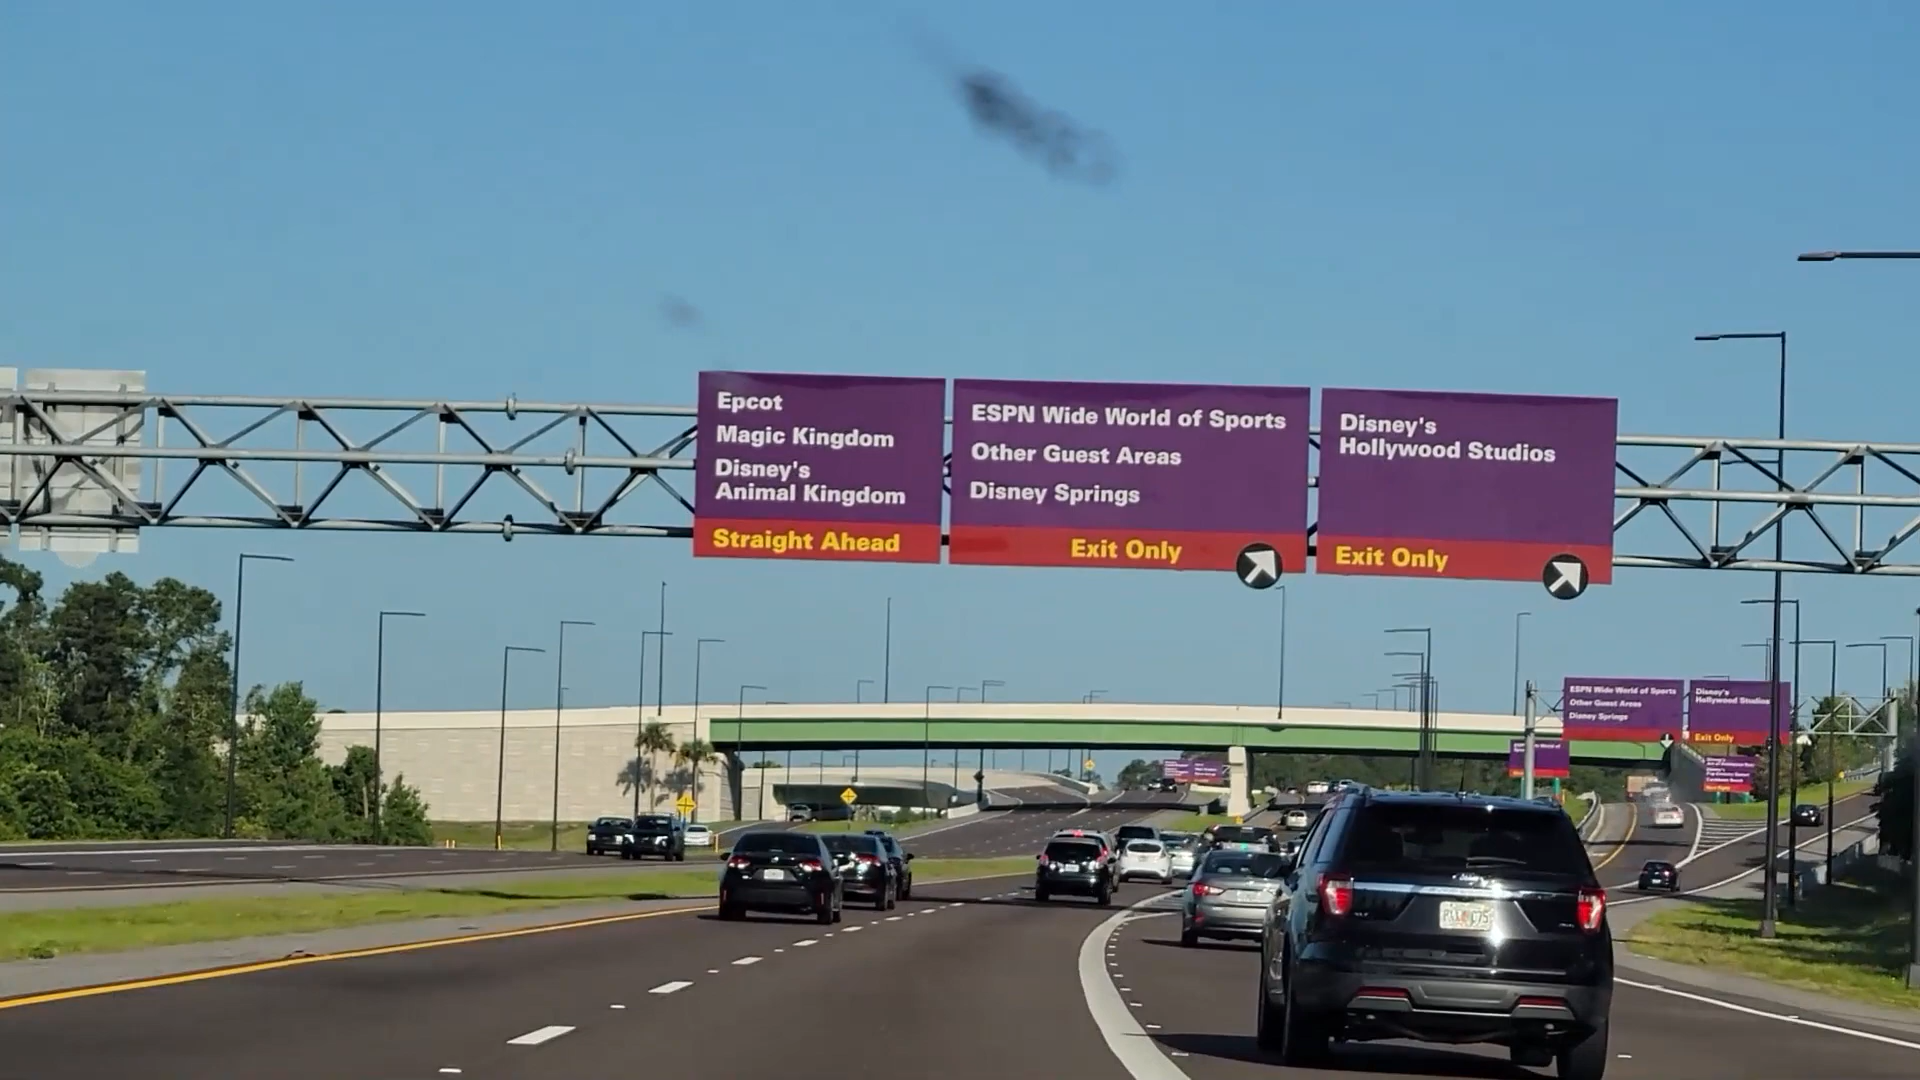 Epcot
Magic Kingdom
Disney's
Animal Kingdom
Straight Ahead
ESPN Wide World of Sports
Other Guest Areas
Disney Springs
Exit Only
Disney's
Hollywood Studios
Exit Only
ESPN Wide World of Sports
Other Guest Areas
Disney Springs
Disney's
Hollywood Studios
Exit Only